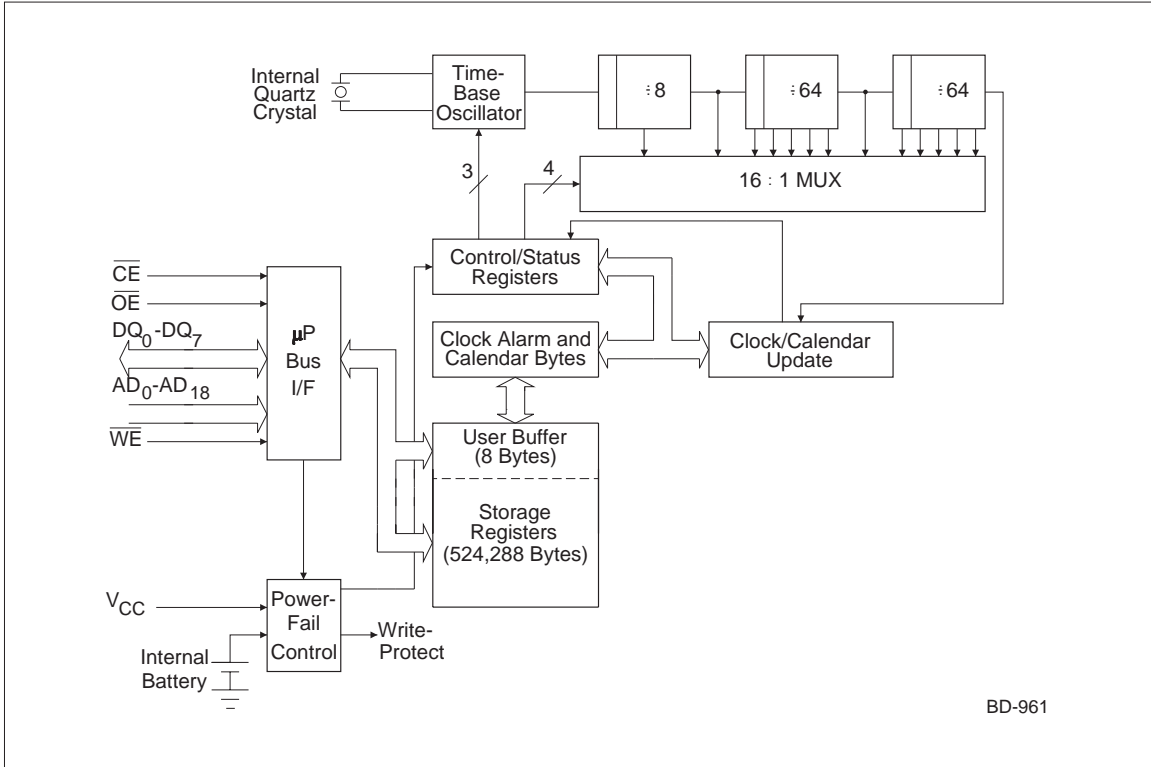 Internal
Quartz
Crystal
Time-
Base
Oscillator
÷8
÷64
÷64
3
4
16 : 1 MUX
Control/Status
Registers
CE
OE
DQ0-DQ7
AD0-AD18
WE
µP
Bus
I/F
Clock Alarm and
Calendar Bytes
Clock/Calendar
Update
User Buffer
(8 Bytes)
Storage
Registers
(524,288 Bytes)
VCC
Power-
Fail
Control
Write-
Protect
Internal
Battery
BD-961